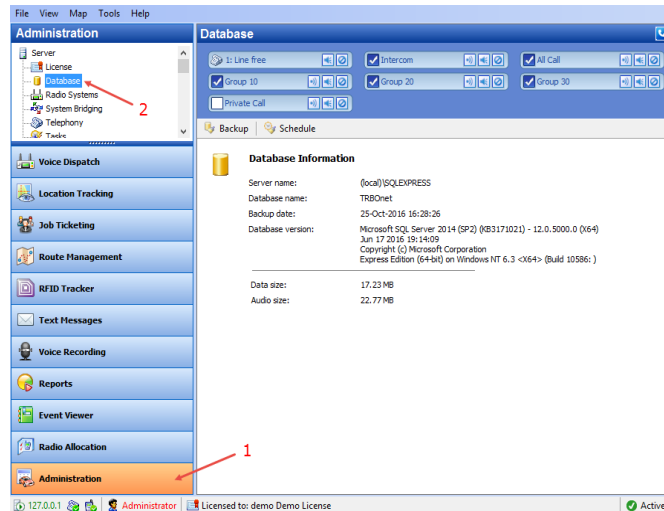 File View Map Tools Help
Administration
Database
Server
License
Database
Radio Systems
System Bridging
Telephony
Tasks
2
1: Line free
Intercom
All Call
Group 10
Group 20
Group 30
Private Call
Backup
Schedule
Voice Dispatch
Location Tracking
Job Ticketing
Route Management
RFID Tracker
Text Messages
Voice Recording
Reports
Event Viewer
Radio Allocation
Administration
1
Database Information
Server name: (local)\SQLEXPRESS
Database name: TRBOnet
Backup date: 25-Oct-2016 16:28:26
Database version: Microsoft SQL Server 2014 (SP2) (KB3171021) - 12.0.5000.0 (X64)
Jun 17 2016 19:14:09
Copyright (c) Microsoft Corporation
Express Edition (64-bit) on Windows NT 6.3 <X64> (Build 10586: )
Data size: 17.23 MB
Audio size: 22.77 MB
127.0.0.1 Administrator Licensed to: demo Demo License Active